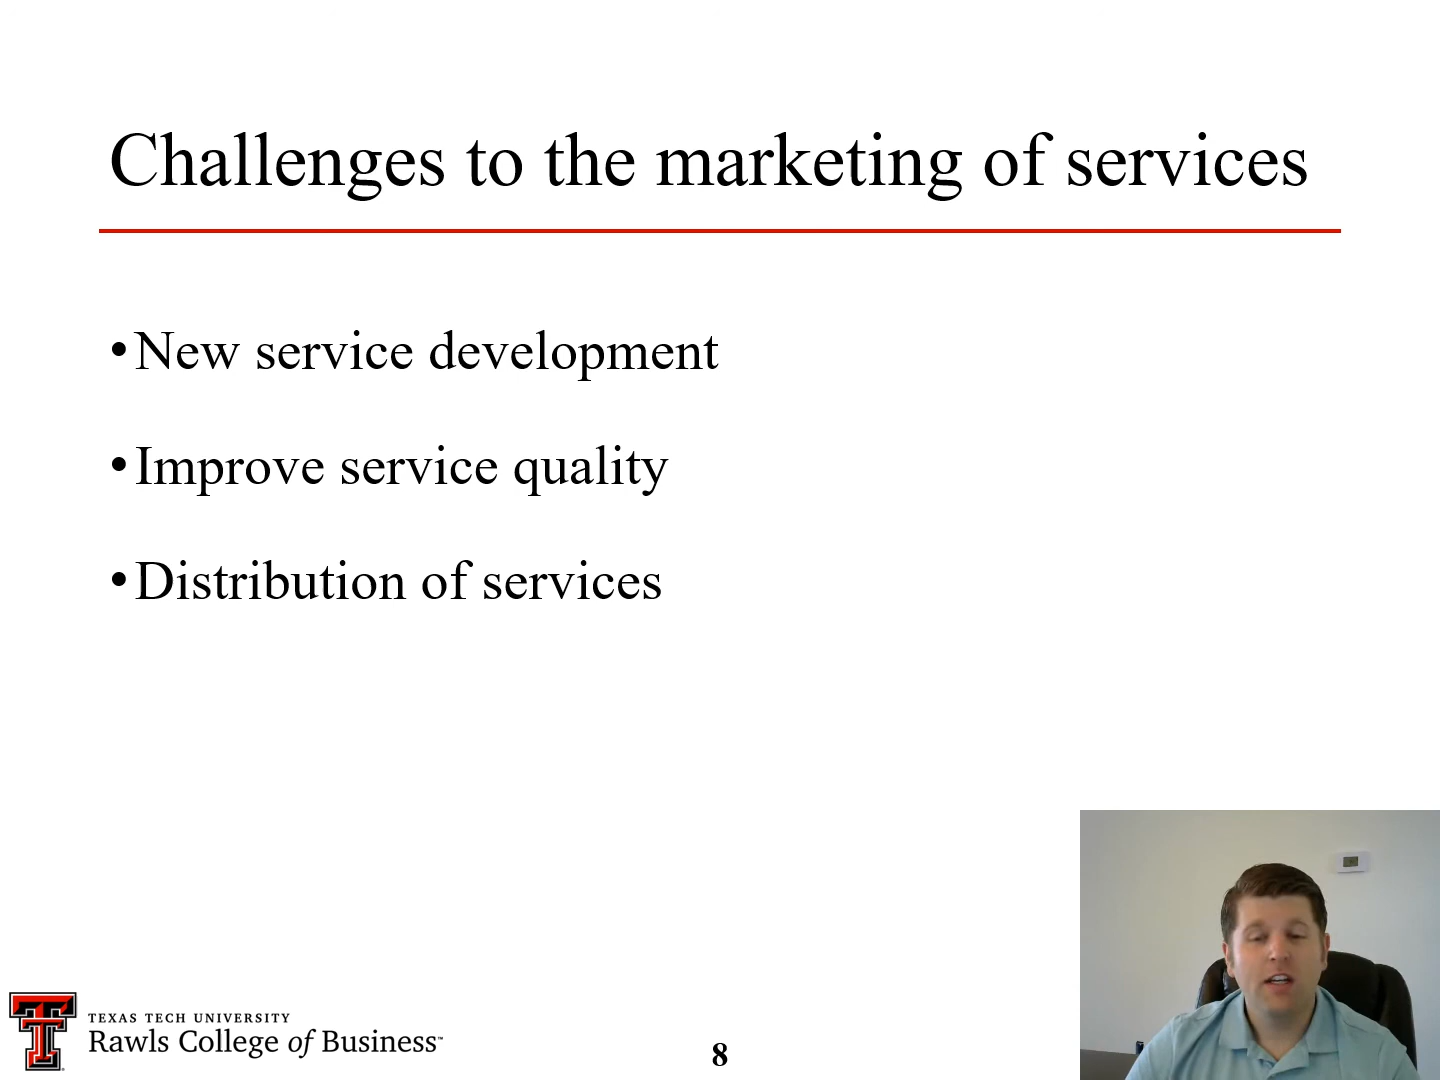 Challenges to the marketing of services
•New service development
•Improve service quality
•Distribution of services
TEXAS TECH UNIVERSITY
Rawls College of Business™
8